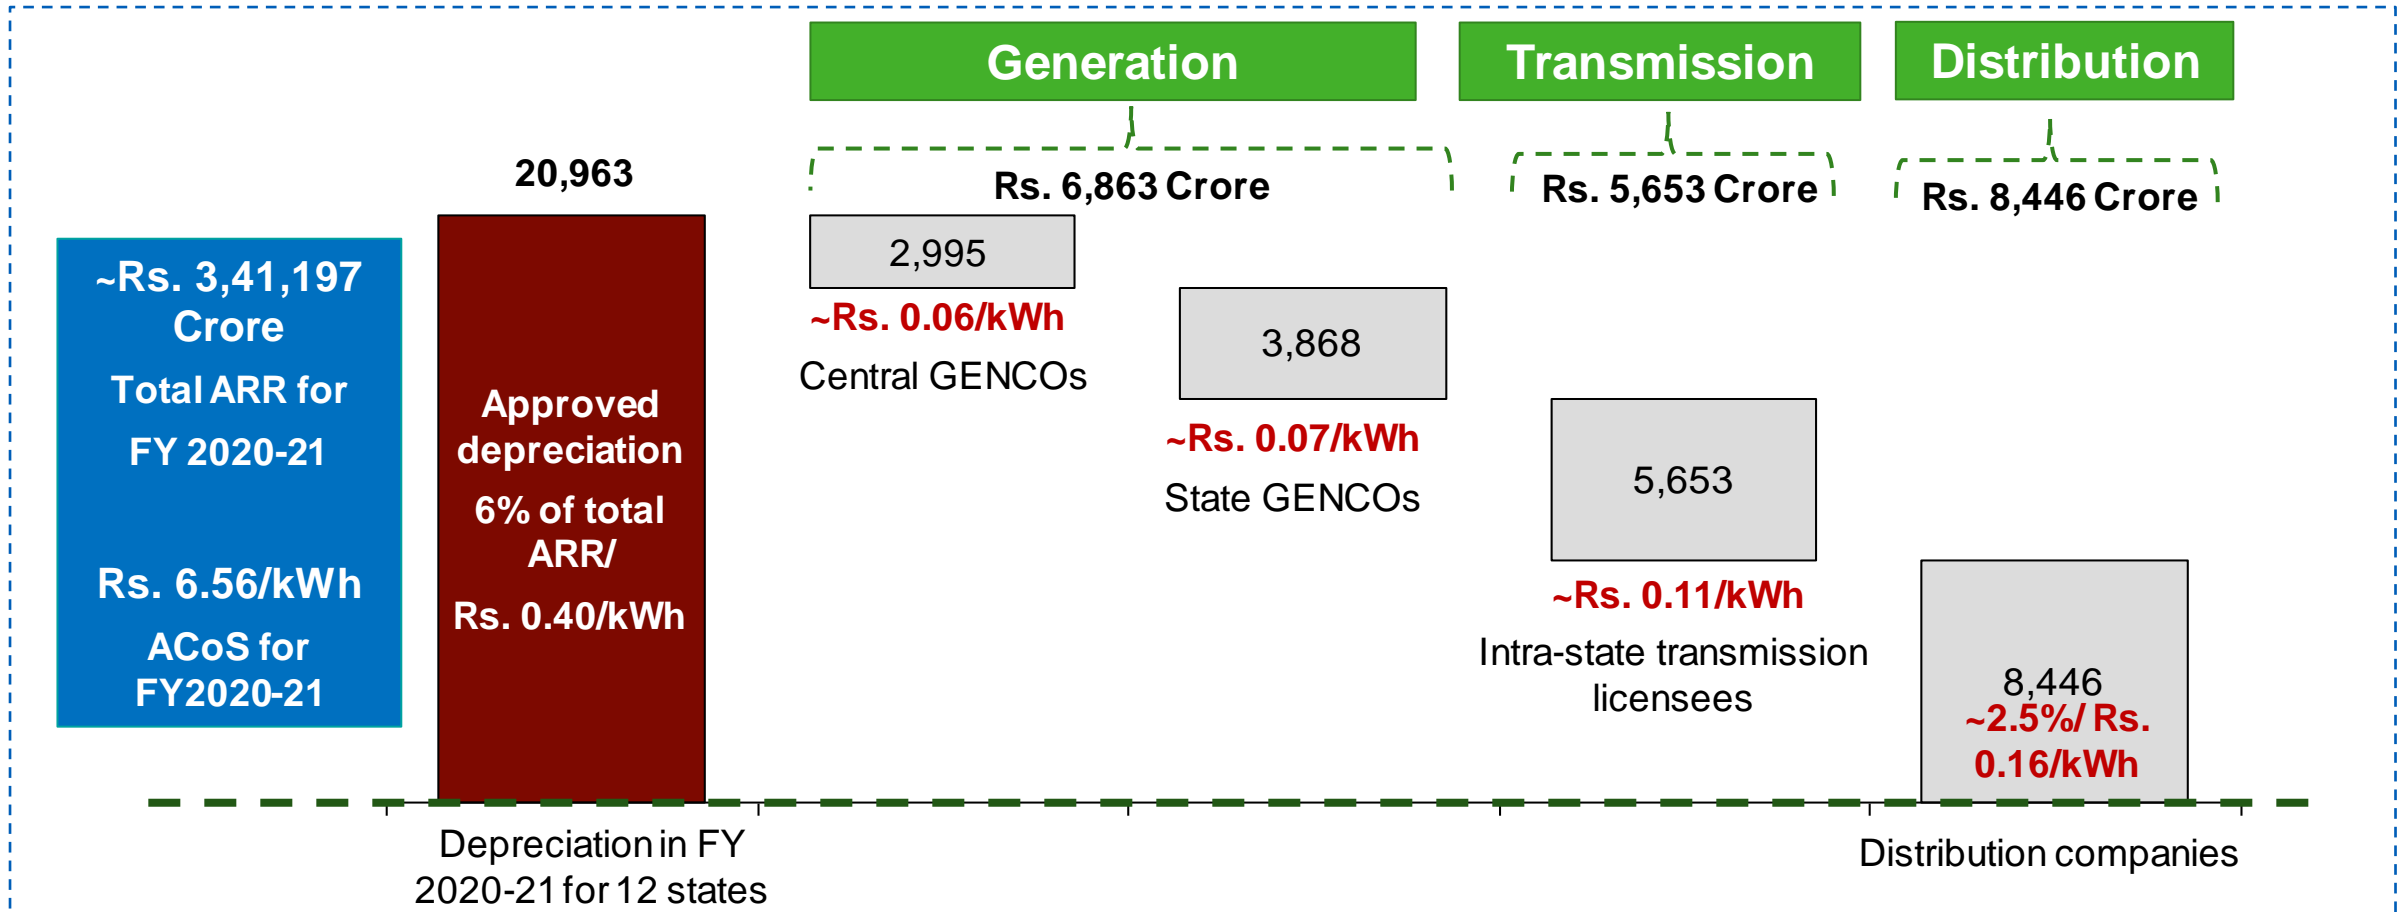 Generation
Transmission
Distribution
20,963
Rs. 6,863 Crore
Rs. 5,653 Crore
Rs. 8,446 Crore
~Rs. 3,41,197
Crore
Total ARR for
FY 2020-21
Rs. 6.56/kWh
ACoS for
FY2020-21
Approved
depreciation
6% of total
ARR/
Rs. 0.40/kWh
2,995
~Rs. 0.06/kWh
Central GENCOs
3,868
~Rs. 0.07/kWh
State GENCOs
5,653
~Rs. 0.11/kWh
Intra-state transmission
licensees
8,446
~2.5%/ Rs.
0.16/kWh
Depreciation in FY
2020-21 for 12 states
Distribution companies